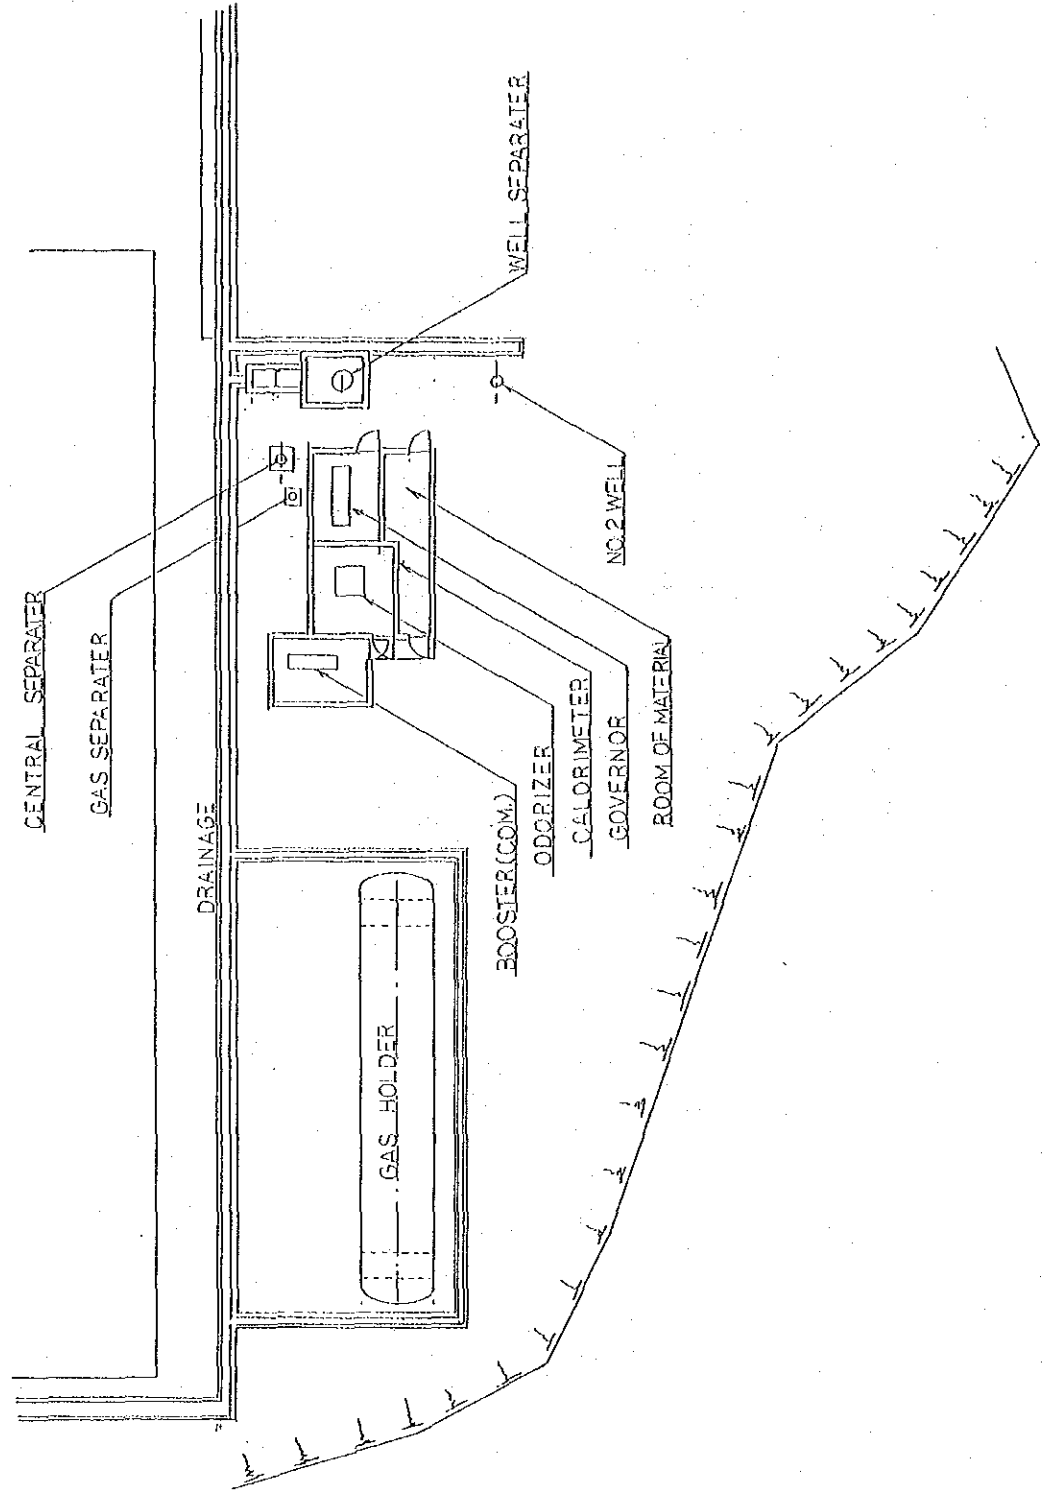 CENTRAL SEPARATER
GAS SEPARATER
DRAINAGE
WELL SEPARATER
NO.2 WELL
BOOSTER(COM.)
ODORIZER
CALORIMETER
GOVERNOR
ROOM OF MATERIAL
GAS HOLDER